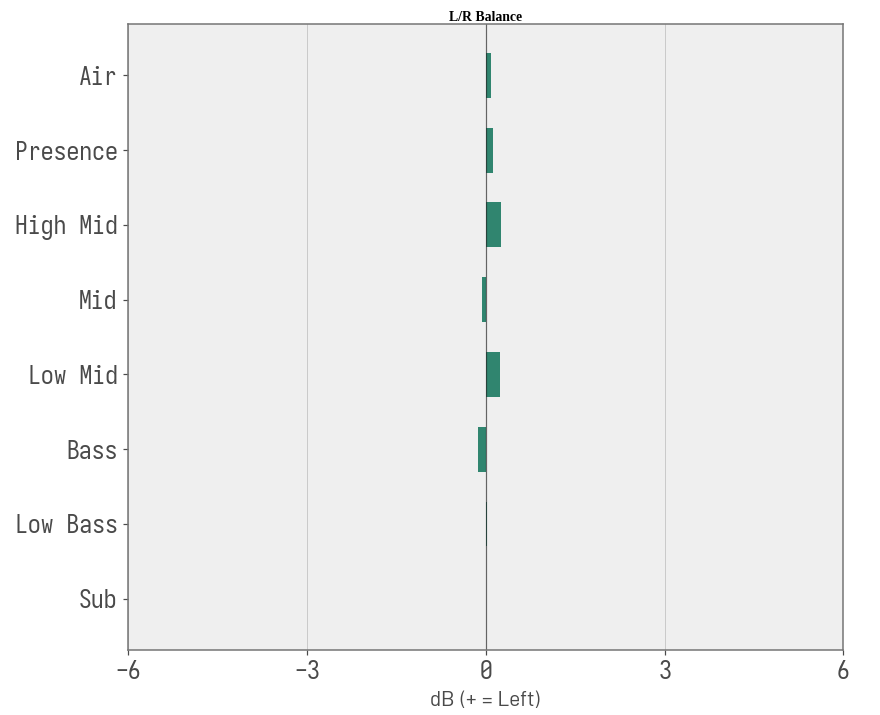 L/R Balance
Air
Presence
High Mid
Mid
Low Mid
Bass
Low Bass
Sub
−6 −3 0 3 6
dB (+ = Left)